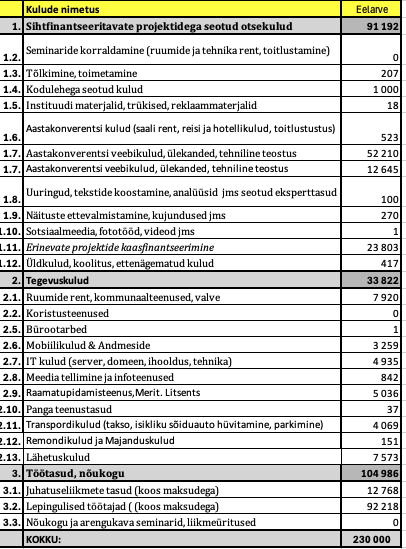 Kulude nimetus Eelarve
1. Sihtfinantseeritavate projektidega seotud otsekulud 91 192
1.2. Seminaride korraldamine (ruumide ja tehnika rent, toitlustamine) 0
1.3. Tõlkimine, toimetamine 207
1.4. Kodulehega seotud kulud 1 000
1.5. Instituudi materjalid, trükised, reklaammaterjalid 18
1.6. Aastakonverentsi kulud (saali rent, reisi ja hotellikulud, toitlustustus) 523
1.7. Aastakonverentsi veebikulud, ülekanded, tehniline teostus 52 210
1.7. Aastakonverentsi veebikulud, ülekanded, tehniline teostus 12 645
1.8. Uuringud, tekstide koostamine, analüüsid jms seotud eksperttasud 100
1.9. Näituste ettevalmistamine, kujundused jms 270
1.10. Sotsiaalmeedia, fototööd, videod jms 1
1.11. Erinevate projektide kaasfinantseerimine 23 803
1.12. Üldkulud, koolitus, ettenägematud kulud 417
2. Tegevuskulud 33 822
2.1. Ruumide rent, kommunaalteenused, valve 7 920
2.2. Koristusteenused 0
2.5. Bürootarbed 1
2.6. Mobiilikulud & Andmeside 3 259
2.7. IT kulud (server, domeen, ihooldus, tehnika) 4 935
2.8. Meedia tellimine ja infoteenused 842
2.9. Raamatupidamisteenus,Merit. Litsents 5 036
2.10. Panga teenustasud 37
2.11. Transpordikulud (takso, isikliku sõiduauto hüvitamine, parkimine) 4 069
2.12. Remondikulud ja Majanduskulud 151
2.13. Lähetuskulud 7 573
3. Töötasud, nõukogu 104 986
3.1. Juhatuseliikmete tasud (koos maksudega) 12 768
3.2. Lepingulised töötajad ( (koos maksudega) 92 218
3.3. Nõukogu ja arengukava seminarid, liikmeüritused 0
KOKKU: 230 000